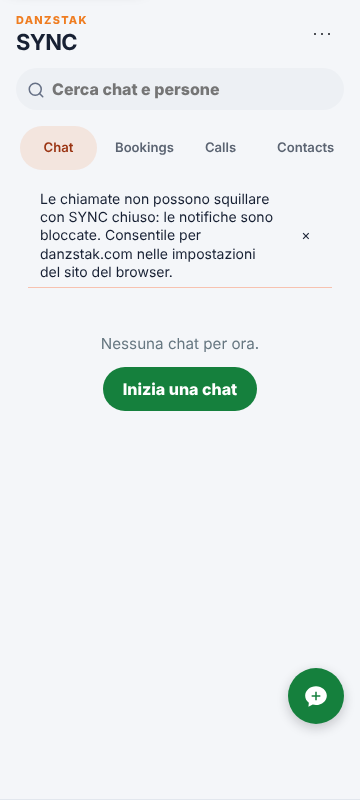 DANZSTAK
SYNC
...
Cerca chat e persone
Chat
Bookings
Calls
Contacts
Le chiamate non possono squillare
con SYNC chiuso: le notifiche sono
bloccate. Consentile per
danzstak.com nelle impostazioni
del sito del browser.
×
Nessuna chat per ora.
Inizia una chat